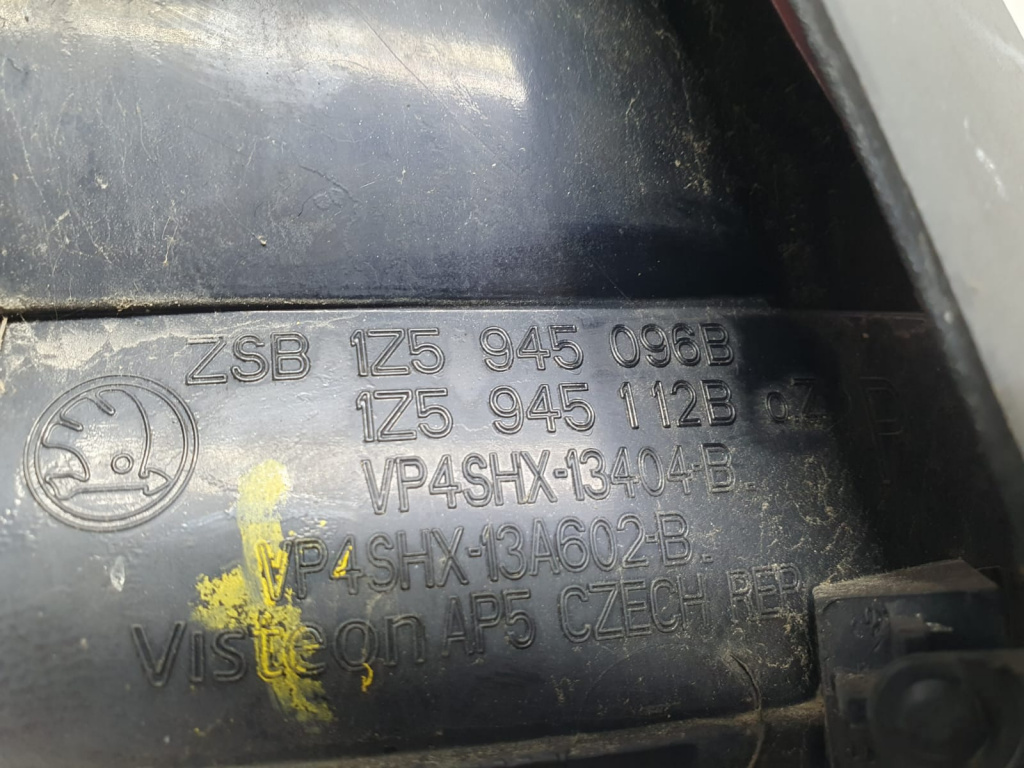 ZSB 1Z5 945 096B
1Z5 945 112B
VP4SHX-13404-B
VP4SHX-13A602-B
Visteon AP5 CZECH REP